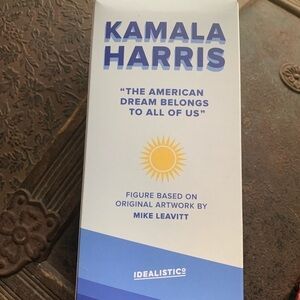 KAMALA
HARRIS
"THE AMERICAN
DREAM BELONGS
TO ALL OF US"
FIGURE BASED ON
ORIGINAL ARTWORK BY
MIKE LEAVITT
IDEALISTICO